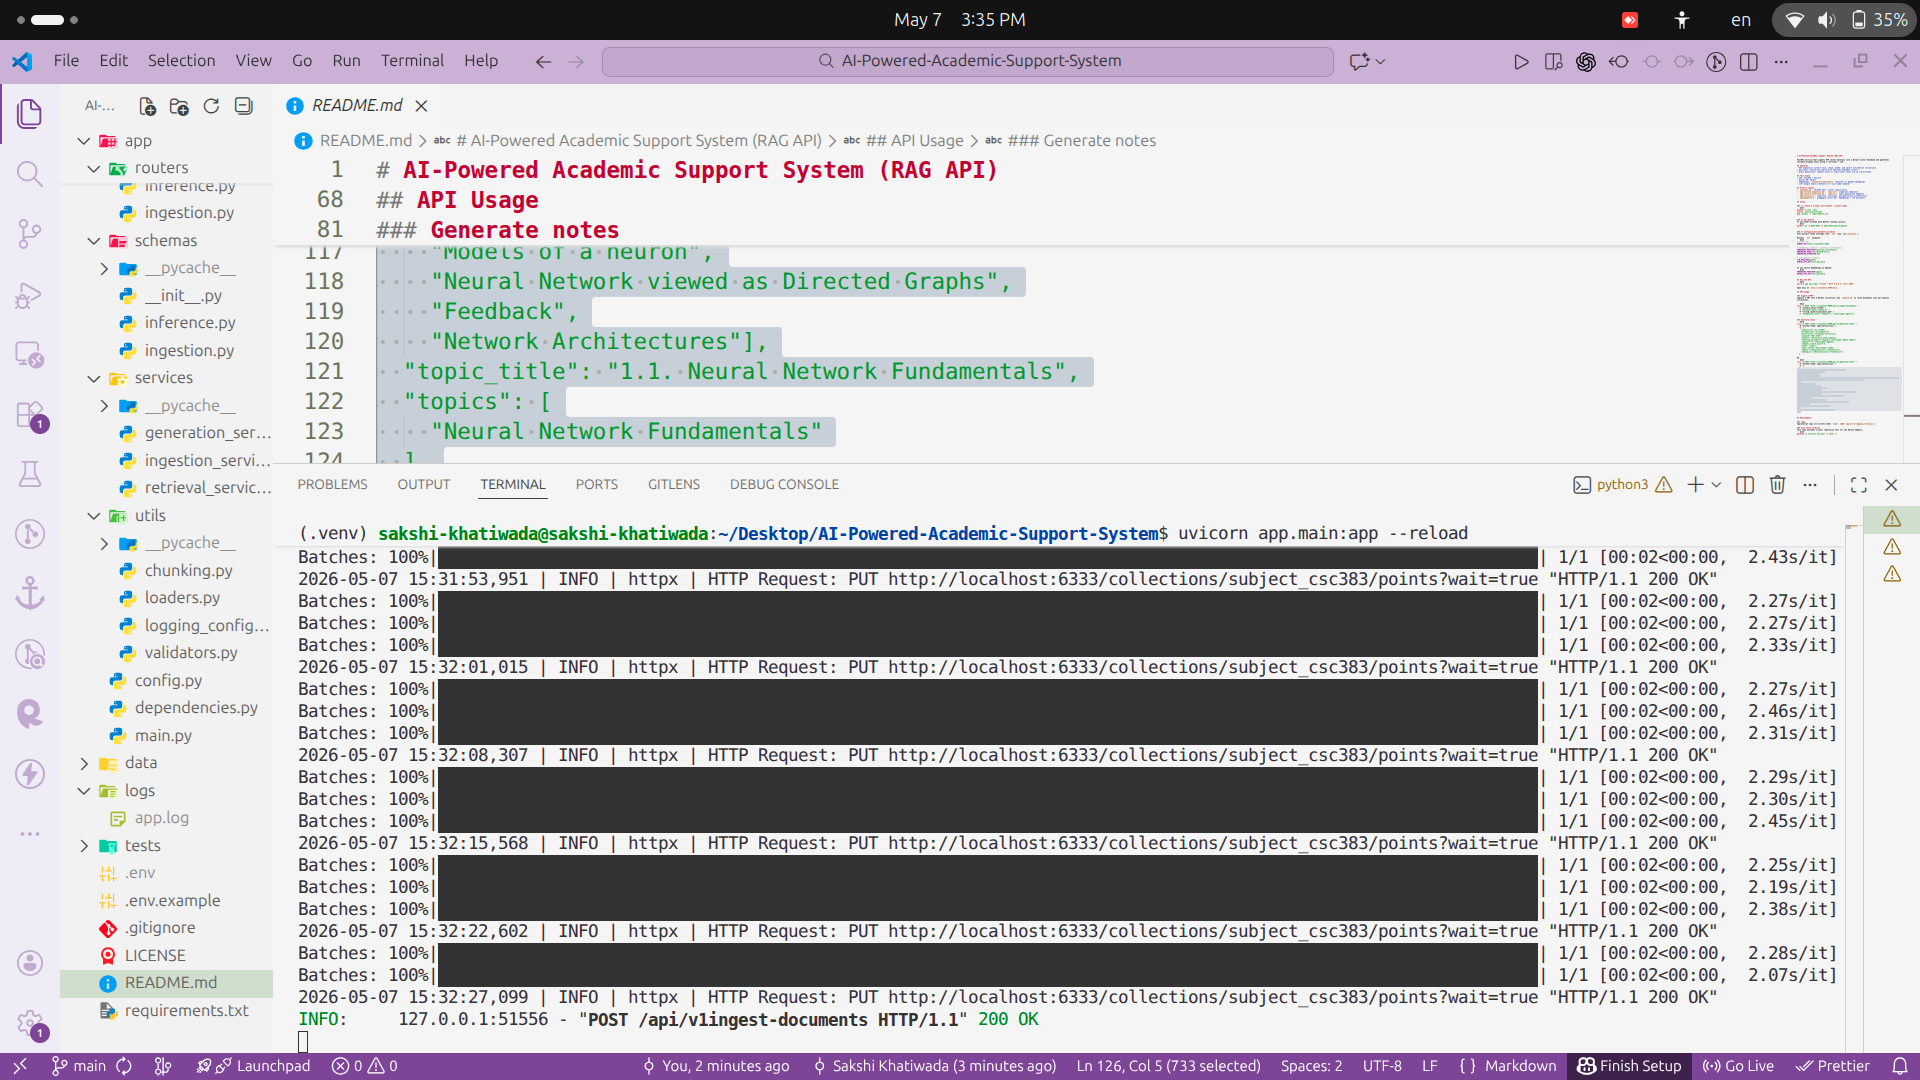 May 7 3:35 PM
en
35%
File Edit Selection View Go Run Terminal Help
AI-Powered-Academic-Support-System
AI-...
app
routers
inference.py
ingestion.py
schemas
__pycache__
__init__.py
inference.py
ingestion.py
services
__pycache__
generation_ser...
ingestion_servi...
retrieval_servic...
utils
__pycache__
chunking.py
loaders.py
logging_config...
validators.py
config.py
dependencies.py
main.py
data
logs
app.log
tests
.env
.env.example
.gitignore
LICENSE
README.md
requirements.txt
1
1
README.md
README.md > abc # AI-Powered Academic Support System (RAG API) > abc ## API Usage > abc ### Generate notes
1 # AI-Powered Academic Support System (RAG API)
68 ## API Usage
81 ### Generate notes
117 "Models of a neuron",
118 ····"Neural·Network viewed·as Directed Graphs",
119 ····"Feedback",
120 ····"Network·Architectures"],
121 ··"topic_title": "1.1. Neural Network·Fundamentals",
122 ··"topics": [
123 ····"Neural·Network·Fundamentals"
124 ··]
PROBLEMS OUTPUT TERMINAL PORTS GITLENS DEBUG CONSOLE
python3
(.venv) sakshi-khatiwada@sakshi-khatiwada:~/Desktop/AI-Powered-Academic-Support-System$ uvicorn app.main:app --reload
Batches: 100%| | 1/1 [00:02<00:00, 2.43s/it]
2026-05-07 15:31:53,951 | INFO | httpx | HTTP Request: PUT http://localhost:6333/collections/subject_csc383/points?wait=true "HTTP/1.1 200 OK"
Batches: 100%| | 1/1 [00:02<00:00, 2.27s/it]
Batches: 100%| | 1/1 [00:02<00:00, 2.27s/it]
Batches: 100%| | 1/1 [00:02<00:00, 2.33s/it]
2026-05-07 15:32:01,015 | INFO | httpx | HTTP Request: PUT http://localhost:6333/collections/subject_csc383/points?wait=true "HTTP/1.1 200 OK"
Batches: 100%| | 1/1 [00:02<00:00, 2.27s/it]
Batches: 100%| | 1/1 [00:02<00:00, 2.46s/it]
Batches: 100%| | 1/1 [00:02<00:00, 2.31s/it]
2026-05-07 15:32:08,307 | INFO | httpx | HTTP Request: PUT http://localhost:6333/collections/subject_csc383/points?wait=true "HTTP/1.1 200 OK"
Batches: 100%| | 1/1 [00:02<00:00, 2.29s/it]
Batches: 100%| | 1/1 [00:02<00:00, 2.30s/it]
Batches: 100%| | 1/1 [00:02<00:00, 2.45s/it]
2026-05-07 15:32:15,568 | INFO | httpx | HTTP Request: PUT http://localhost:6333/collections/subject_csc383/points?wait=true "HTTP/1.1 200 OK"
Batches: 100%| | 1/1 [00:02<00:00, 2.25s/it]
Batches: 100%| | 1/1 [00:02<00:00, 2.19s/it]
Batches: 100%| | 1/1 [00:02<00:00, 2.38s/it]
2026-05-07 15:32:22,602 | INFO | httpx | HTTP Request: PUT http://localhost:6333/collections/subject_csc383/points?wait=true "HTTP/1.1 200 OK"
Batches: 100%| | 1/1 [00:02<00:00, 2.28s/it]
Batches: 100%| | 1/1 [00:02<00:00, 2.07s/it]
2026-05-07 15:32:27,099 | INFO | httpx | HTTP Request: PUT http://localhost:6333/collections/subject_csc383/points?wait=true "HTTP/1.1 200 OK"
INFO: 127.0.0.1:51556 - "POST /api/v1ingest-documents HTTP/1.1" 200 OK
main Launchpad 0 0 You, 2 minutes ago Sakshi Khatiwada (3 minutes ago) Ln 126, Col 5 (733 selected) Spaces: 2 UTF-8 LF { } Markdown Finish Setup Go Live Prettier